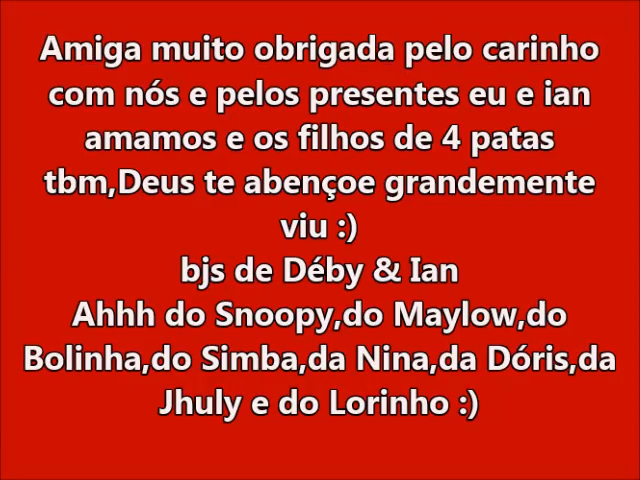 Amiga muito obrigada pelo carinho
com nós e pelos presentes eu e ian
amamos e os filhos de 4 patas
tbm,Deus te abençoe grandemente
viu :)
bjs de Déby & Ian
Ahhh do Snoopy,do Maylow,do
Bolinha,do Simba,da Nina,da Dóris,da
Jhuly e do Lorinho :)